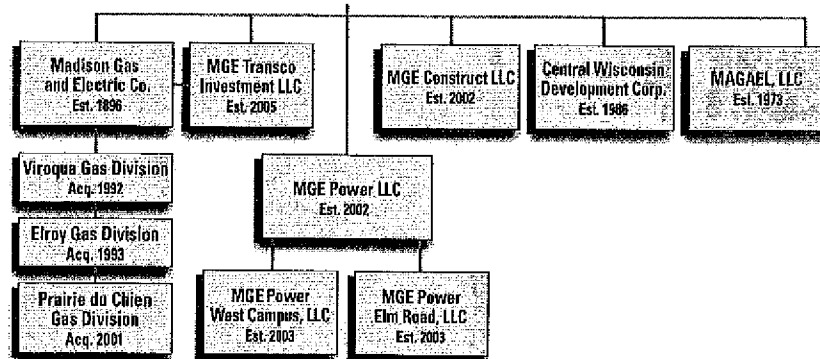 Madison Gas
and Electric Co.
Est. 1896
MGE Transco
Investment LLC
Est. 2005
MGE Construct LLC
Est. 2002
Central Wisconsin
Development Corp.
Est. 1986
MAGAEL, LLC
Est. 1973
Viroqua Gas Division
Acq. 1992
MGE Power LLC
Est. 2002
Elroy Gas Division
Acq. 1993
Prairie du Chien
Gas Division
Acq. 2001
MGE Power
West Campus, LLC
Est. 2003
MGE Power
Elm Road, LLC
Est. 2003